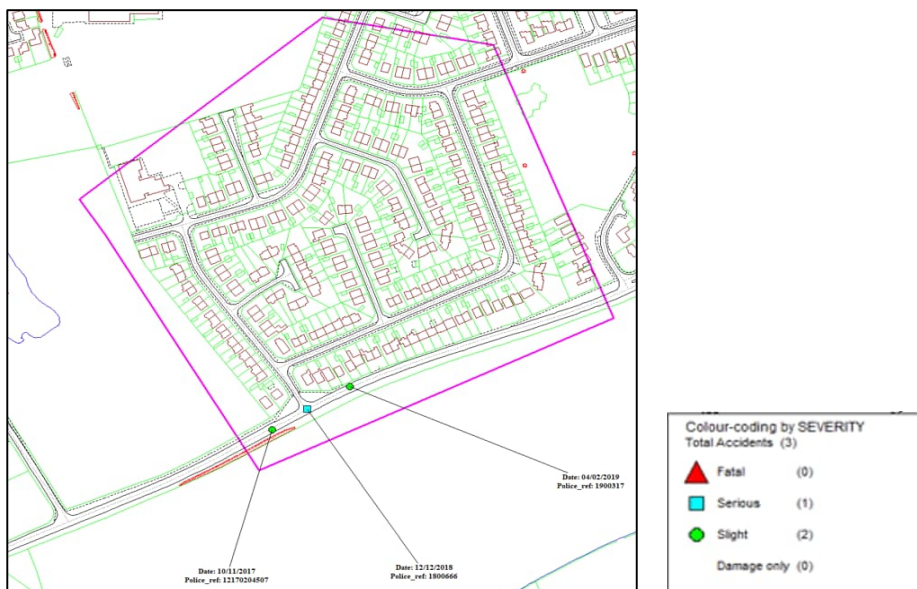 Date: 04/02/2019
Police_ref: 1900317
Date: 12/12/2018
Police_ref: 1800666
Date: 10/11/2017
Police_ref: 12170204507
Colour-coding by SEVERITY
Total Accidents (3)
Fatal (0)
Serious (1)
Slight (2)
Damage only (0)